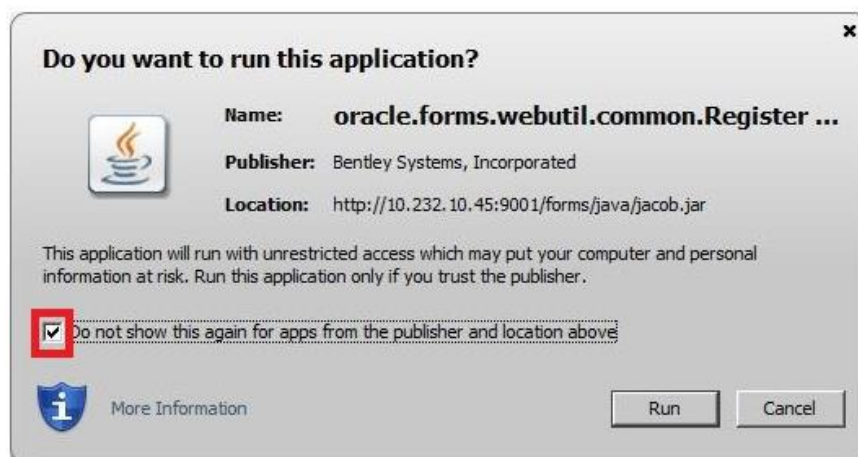 Do you want to run this application?
Name: oracle.forms.webutil.common.Register ...
Publisher: Bentley Systems, Incorporated
Location: http://10.232.10.45:9001/forms/java/jacob.jar
This application will run with unrestricted access which may put your computer and personal
information at risk. Run this application only if you trust the publisher.
Do not show this again for apps from the publisher and location above
More Information
Run
Cancel